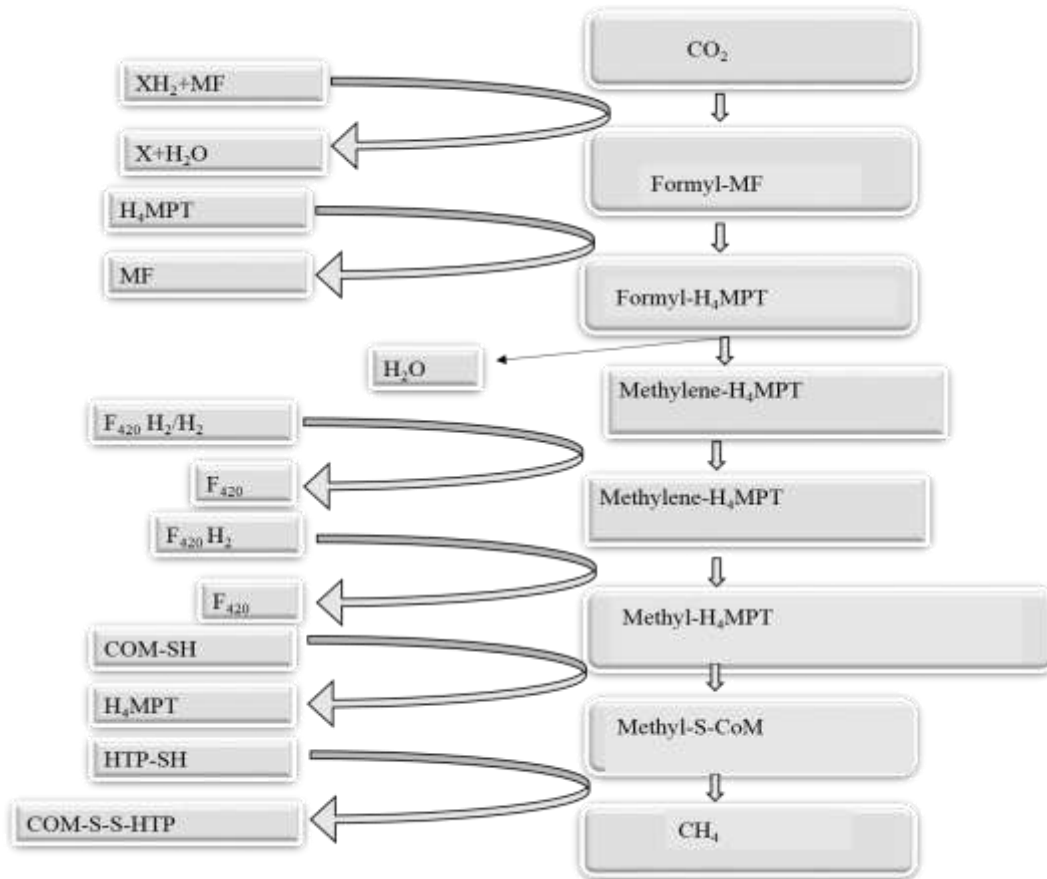 CO₂
XH₂+MF
X+H₂O
Formyl-MF
H₄MPT
MF
Formyl-H₄MPT
H₂O
Methylene-H₄MPT
F₄₂₀ H₂/H₂
F₄₂₀
Methylene-H₄MPT
F₄₂₀ H₂
F₄₂₀
Methyl-H₄MPT
COM-SH
H₄MPT
Methyl-S-CoM
HTP-SH
COM-S-S-HTP
CH₄